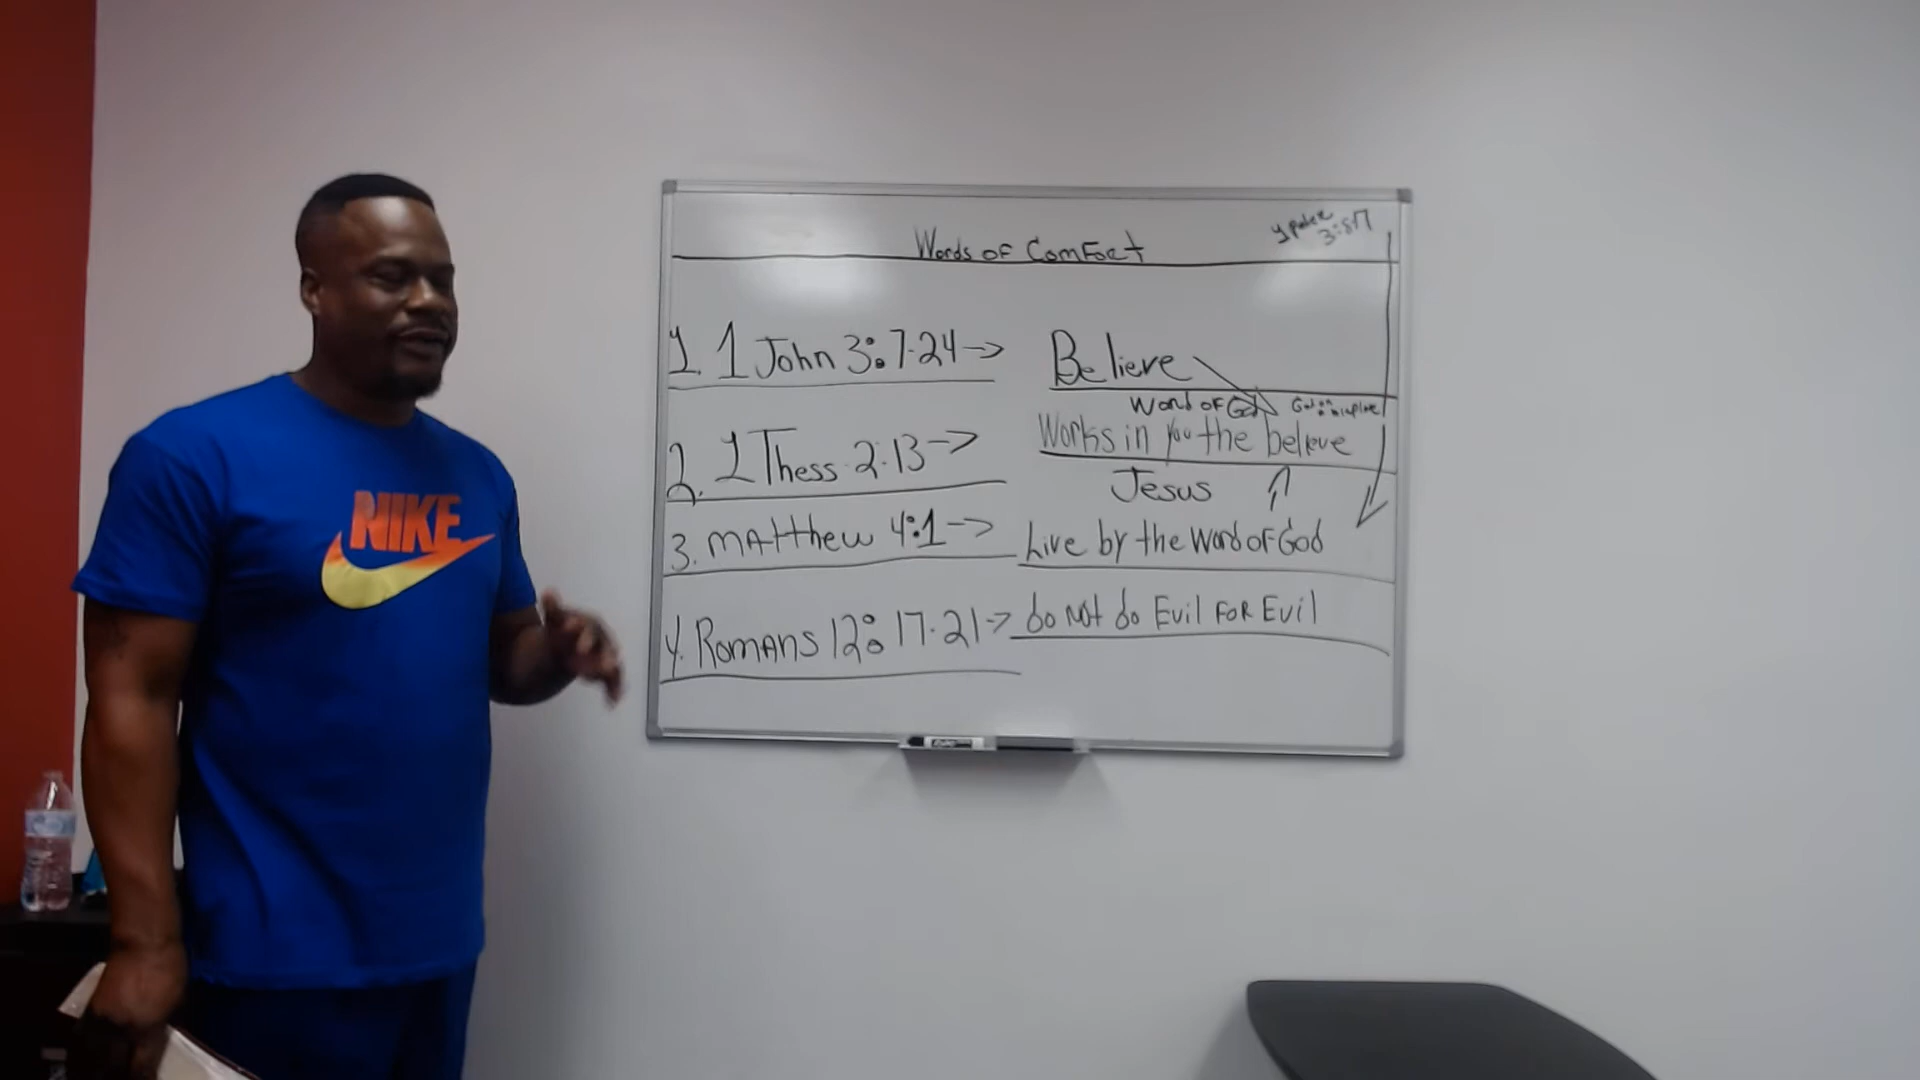 Words of Comfort
3:
1. 1 John 3:7-24 -> Believe
Word of God
2. 1 Thess 2:13 -> Works in you the believe
Jesus
3. Matthew 4:1 -> Live by the Word of God
4. Romans 12:17-21 -> do Not do Evil FOR Evil
NIKE